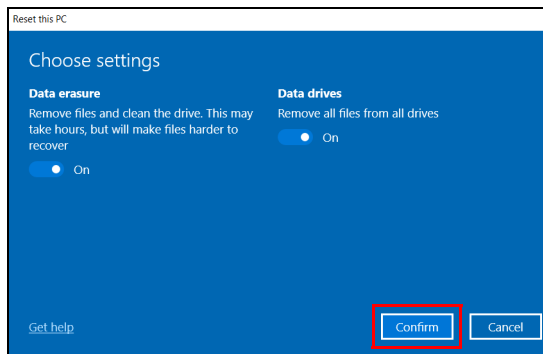 Reset this PC
Choose settings
Data erasure
Remove files and clean the drive. This may
take hours, but will make files harder to
recover
On
Data drives
Remove all files from all drives
On
Get help
Confirm
Cancel